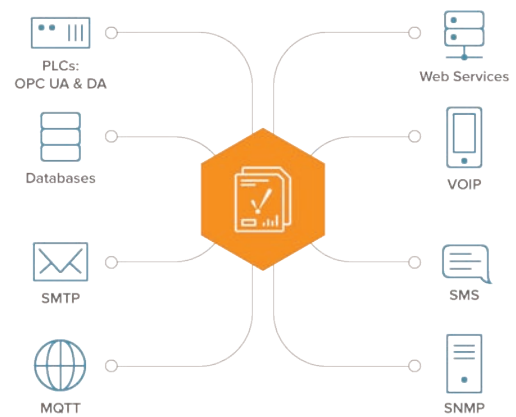 PLCs:
OPC UA & DA
Web Services
Databases
VOIP
SMTP
SMS
MQTT
SNMP